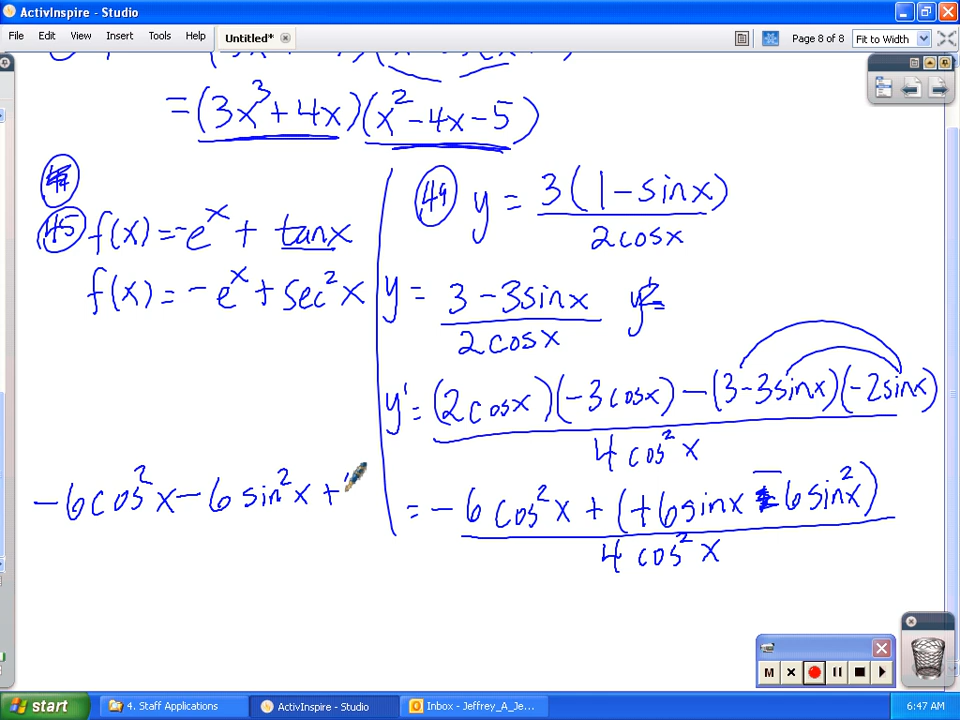 ActivInspire - Studio
File Edit View Insert Tools Help Untitled* Page 8 of 8 Fit to Width
= (3x³ + 4x)(x² - 4x - 5)
45 f(x) = -eˣ + tanx
f(x) = -eˣ + sec²x
49 y = 3(1 - sinx)
2cosx
y = 3 - 3sinx
2cosx
y' = (2cosx)(-3cosx) - (3 - 3sinx)(-2sinx)
4cos²x
= -6cos²x + (+6sinx - 6sin²x)
4cos²x
-6cos²x - 6sin²x +
M
start 4. Staff Applications ActivInspire - Studio Inbox - Jeffrey_A_Je... 6:47 AM